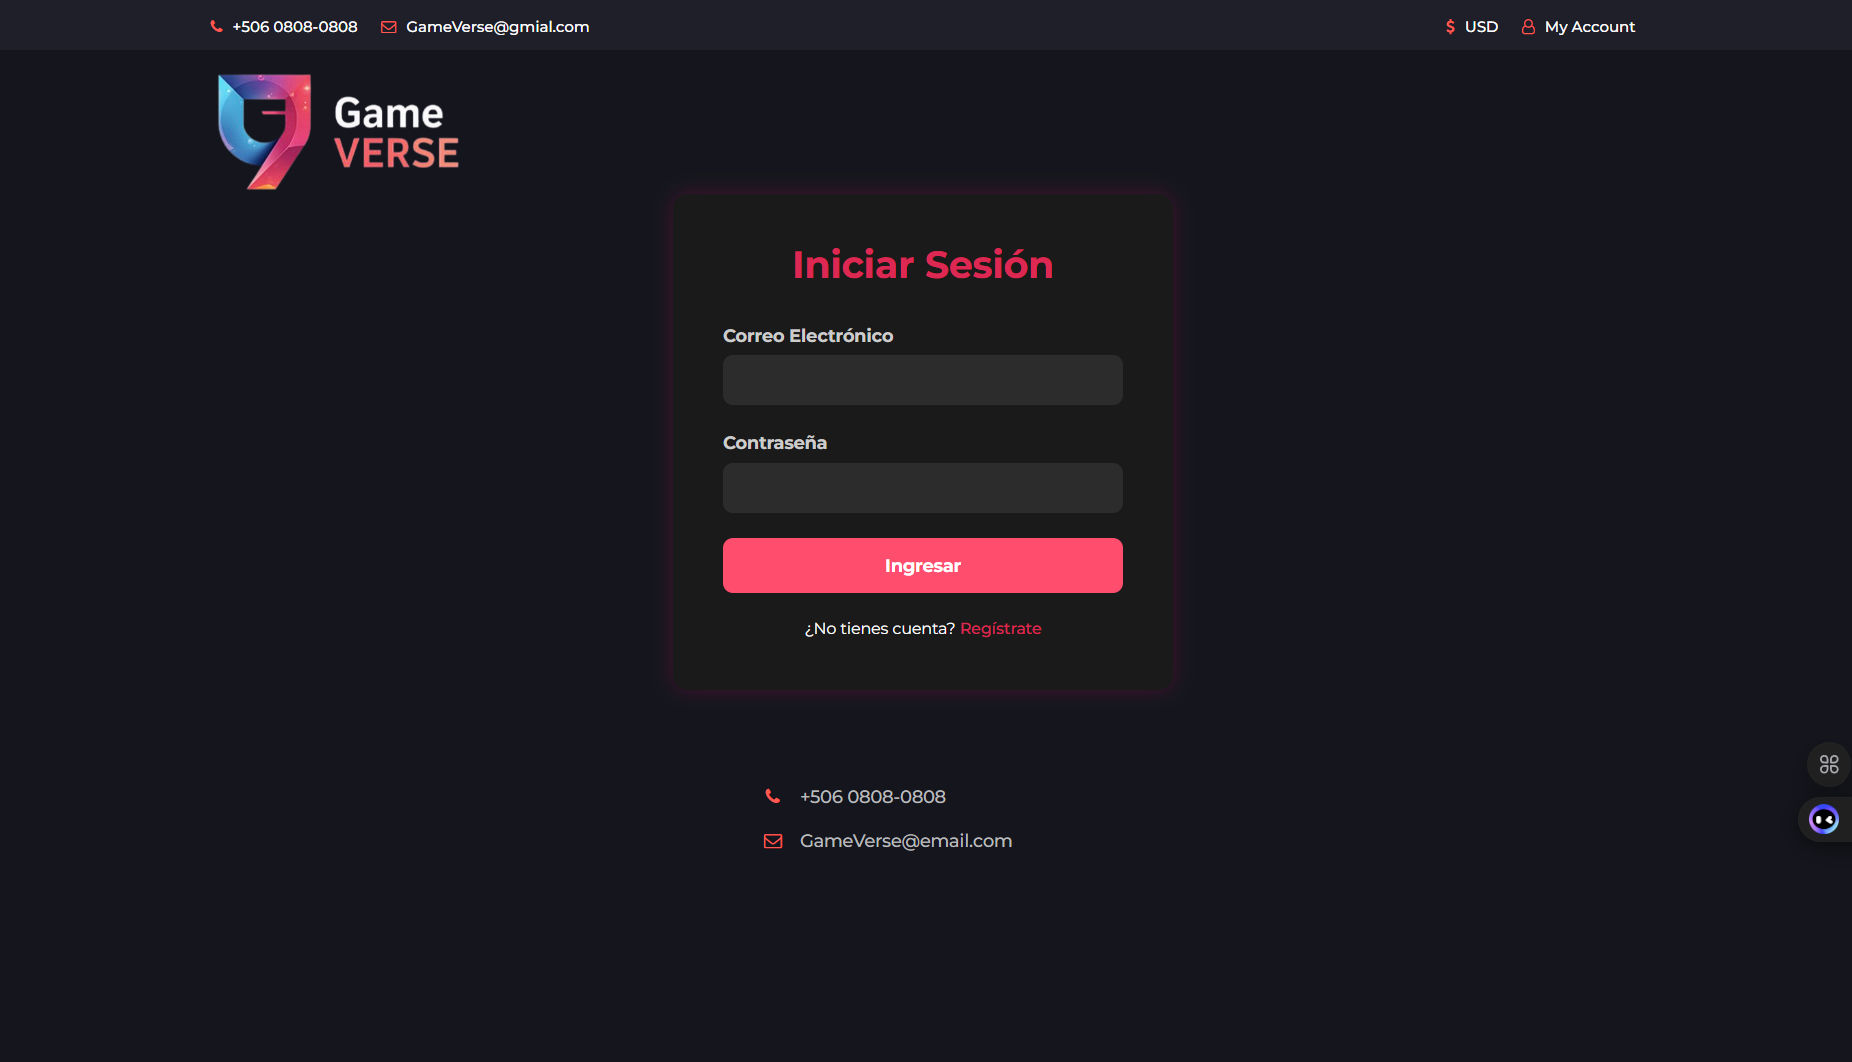 +506 0808-0808 GameVerse@gmial.com $ USD My Account
Game
VERSE
Iniciar Sesión
Correo Electrónico
Contraseña
Ingresar
¿No tienes cuenta? Regístrate
+506 0808-0808
GameVerse@email.com